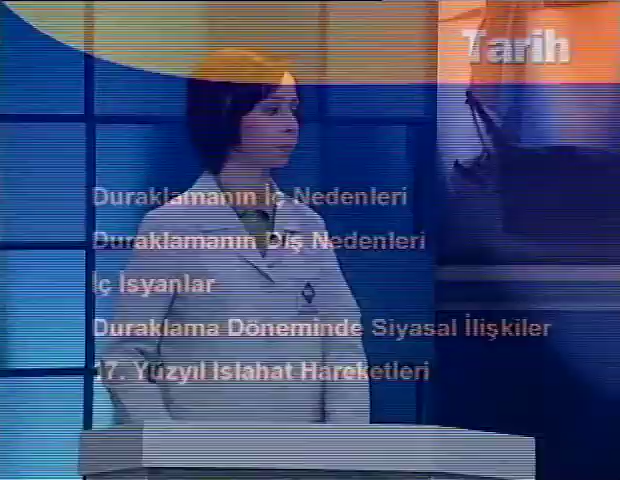 Tarih
Duraklamanın İç Nedenleri
Duraklamanın Dış Nedenleri
İç İsyanlar
Duraklama Döneminde Siyasal İlişkiler
17. Yüzyıl Islahat Hareketleri